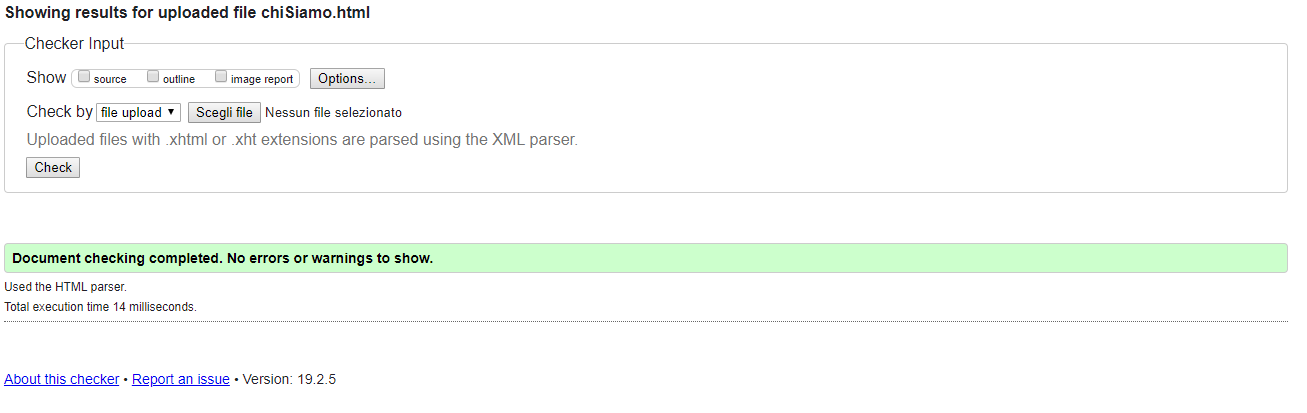 Showing results for uploaded file chiSiamo.html
Checker Input
Show source outline image report Options...
Check by file upload Scegli file Nessun file selezionato
Uploaded files with .xhtml or .xht extensions are parsed using the XML parser.
Check
Document checking completed. No errors or warnings to show.
Used the HTML parser.
Total execution time 14 milliseconds.
About this checker • Report an issue • Version: 19.2.5